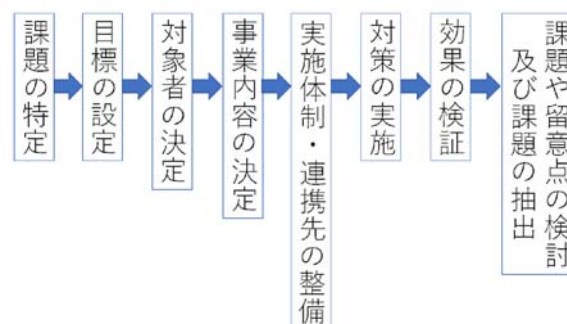 課題の特定
目標の設定
対象者の決定
事業内容の決定
実施体制・連携先の整備
対策の実施
効果の検証
課題や留意点の検討
及び課題の抽出